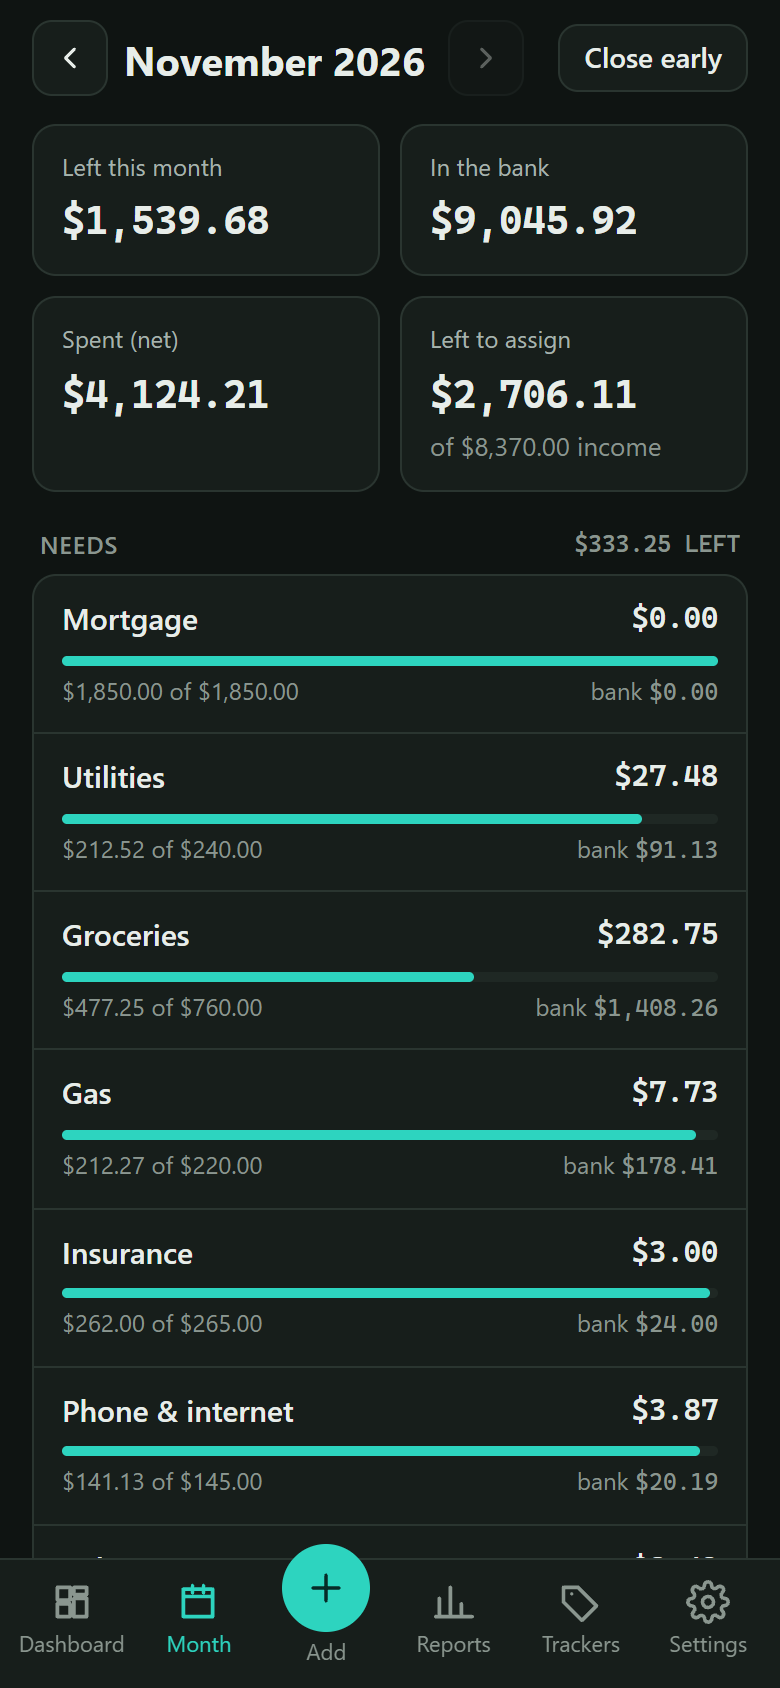 November 2026
Close early
Left this month
$1,539.68
In the bank
$9,045.92
Spent (net)
$4,124.21
Left to assign
$2,706.11
of $8,370.00 income
NEEDS
$333.25 LEFT
Mortgage
$0.00
$1,850.00 of $1,850.00
bank $0.00
Utilities
$27.48
$212.52 of $240.00
bank $91.13
Groceries
$282.75
$477.25 of $760.00
bank $1,408.26
Gas
$7.73
$212.27 of $220.00
bank $178.41
Insurance
$3.00
$262.00 of $265.00
bank $24.00
Phone & internet
$3.87
$141.13 of $145.00
bank $20.19
Dashboard
Month
Add
Reports
Trackers
Settings